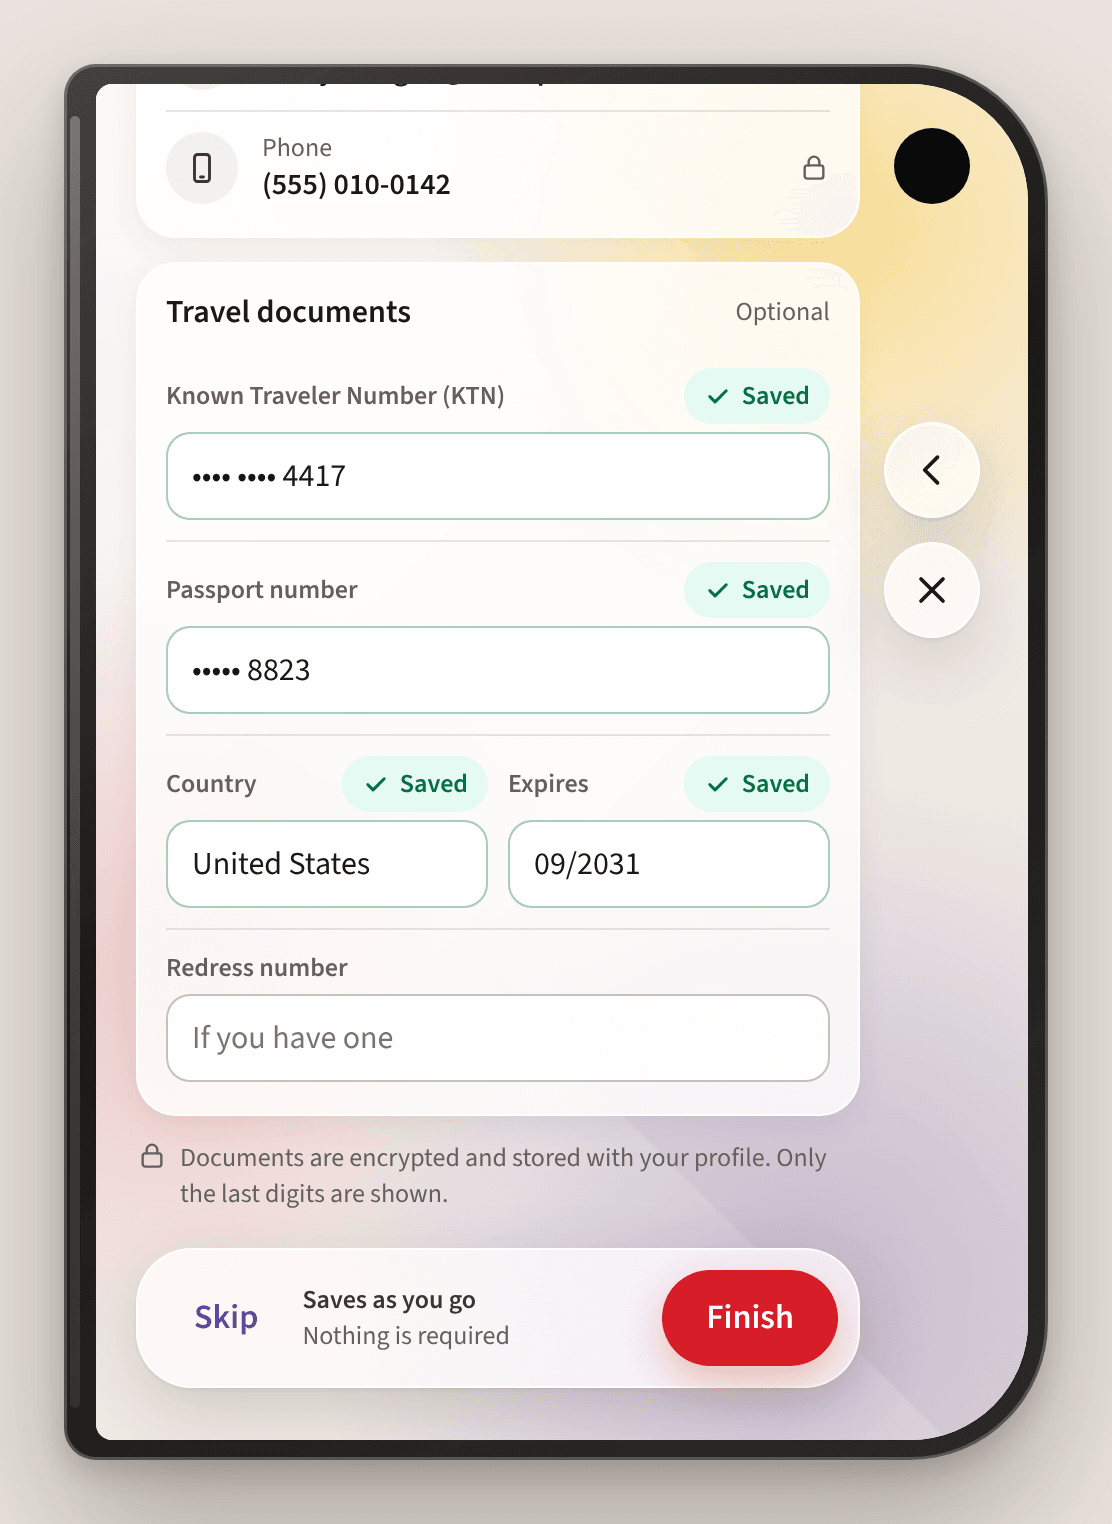 Phone
(555) 010-0142
Travel documents
Optional
Known Traveler Number (KTN)
Saved
•••• •••• 4417
Passport number
Saved
••••• 8823
Country
Saved
Expires
Saved
United States
09/2031
Redress number
If you have one
Documents are encrypted and stored with your profile. Only
the last digits are shown.
Skip
Saves as you go
Nothing is required
Finish